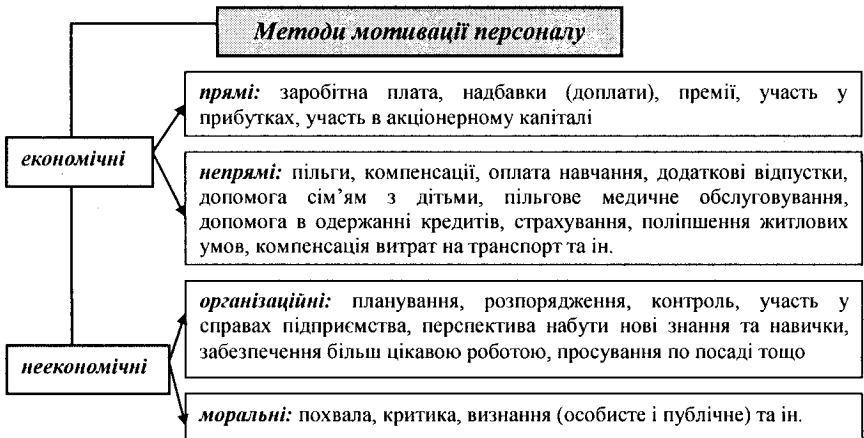 Методи мотивації персоналу
економічні
прямі: заробітна плата, надбавки (доплати), премії, участь у
прибутках, участь в акціонерному капіталі
непрямі: пільги, компенсації, оплата навчання, додаткові відпустки,
допомога сім’ям з дітьми, пільгове медичне обслуговування,
допомога в одержанні кредитів, страхування, поліпшення житлових
умов, компенсація витрат на транспорт та ін.
неекономічні
організаційні: планування, розпорядження, контроль, участь у
справах підприємства, перспектива набути нові знання та навички,
забезпечення більш цікавою роботою, просування по посаді тощо
моральні: похвала, критика, визнання (особисте і публічне) та ін.